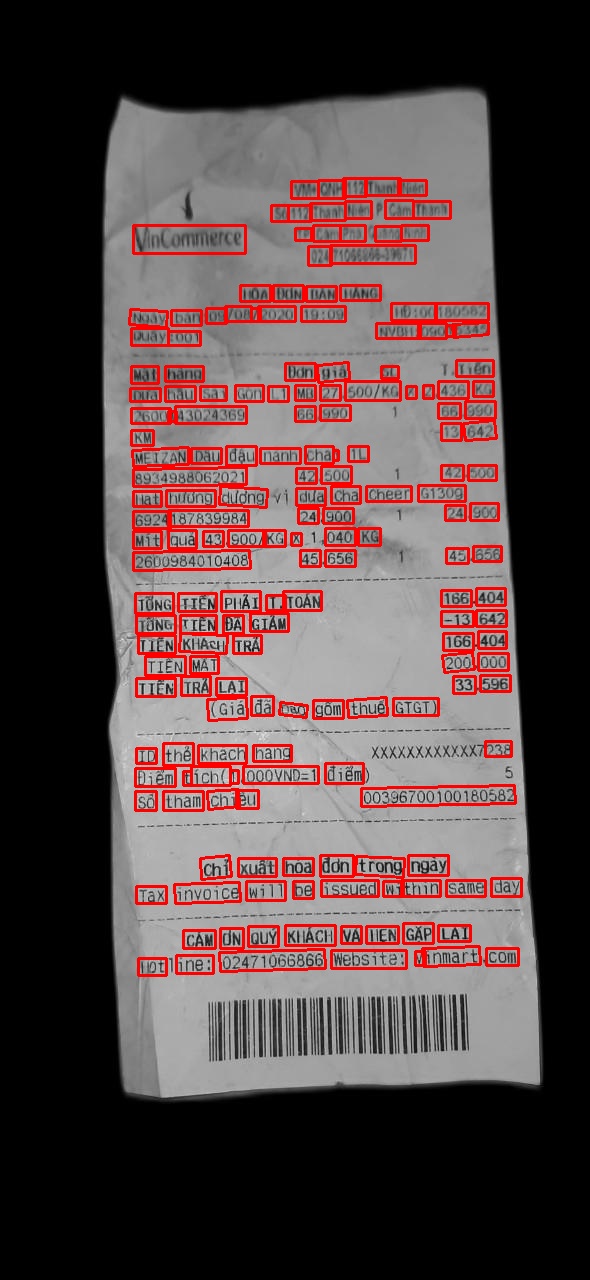 VinCommerce
VM+ QNH 112 Thanh Niên
Số 112 Thanh Niên P Cẩm Thành
TP. Cẩm Phả Quảng Ninh
024 71066866-39671
HÓA ĐƠN BÁN HÀNG
Ngày bán 09/08/2020 19:09 HĐ:00180582
Quầy:001 NVBH:
Mặt hàng Đơn giá SL T.Tiền
Dưa hấu Sài Gòn L1 MB 27,500/KG x 2,436 KG
2600743024369 66,990 1 66,990
KM -13,642
MEIZAN Dầu đậu nành chai 1L
8934988062021 42,500 1 42,500
Hạt hướng dương vị dừa Cha Cheer G130g
6924187839984 24,900 1 24,900
Mít quả 43,900/KG x 1,040 KG
2600984010408 45,656 1 45,656
TỔNG TIỀN PHẢI T.TOÁN 166,404
TỔNG TIỀN ĐÃ GIẢM -13,642
TIỀN KHÁCH TRẢ 166,404
TIỀN MẶT 200,000
TIỀN TRẢ LẠI 33,596
(Giá đã bao gồm thuế GTGT)
ID thẻ khách hàng XXXXXXXXXXXX7238
Điểm tích(1,000VND=1 điểm) 5
Số tham chiếu 00396700100180582
Chỉ xuất hóa đơn trong ngày
Tax invoice will be issued within same day
CẢM ƠN QUÝ KHÁCH VÀ HẸN GẶP LẠI
Hotline: 02471066866 Website: vinmart.com